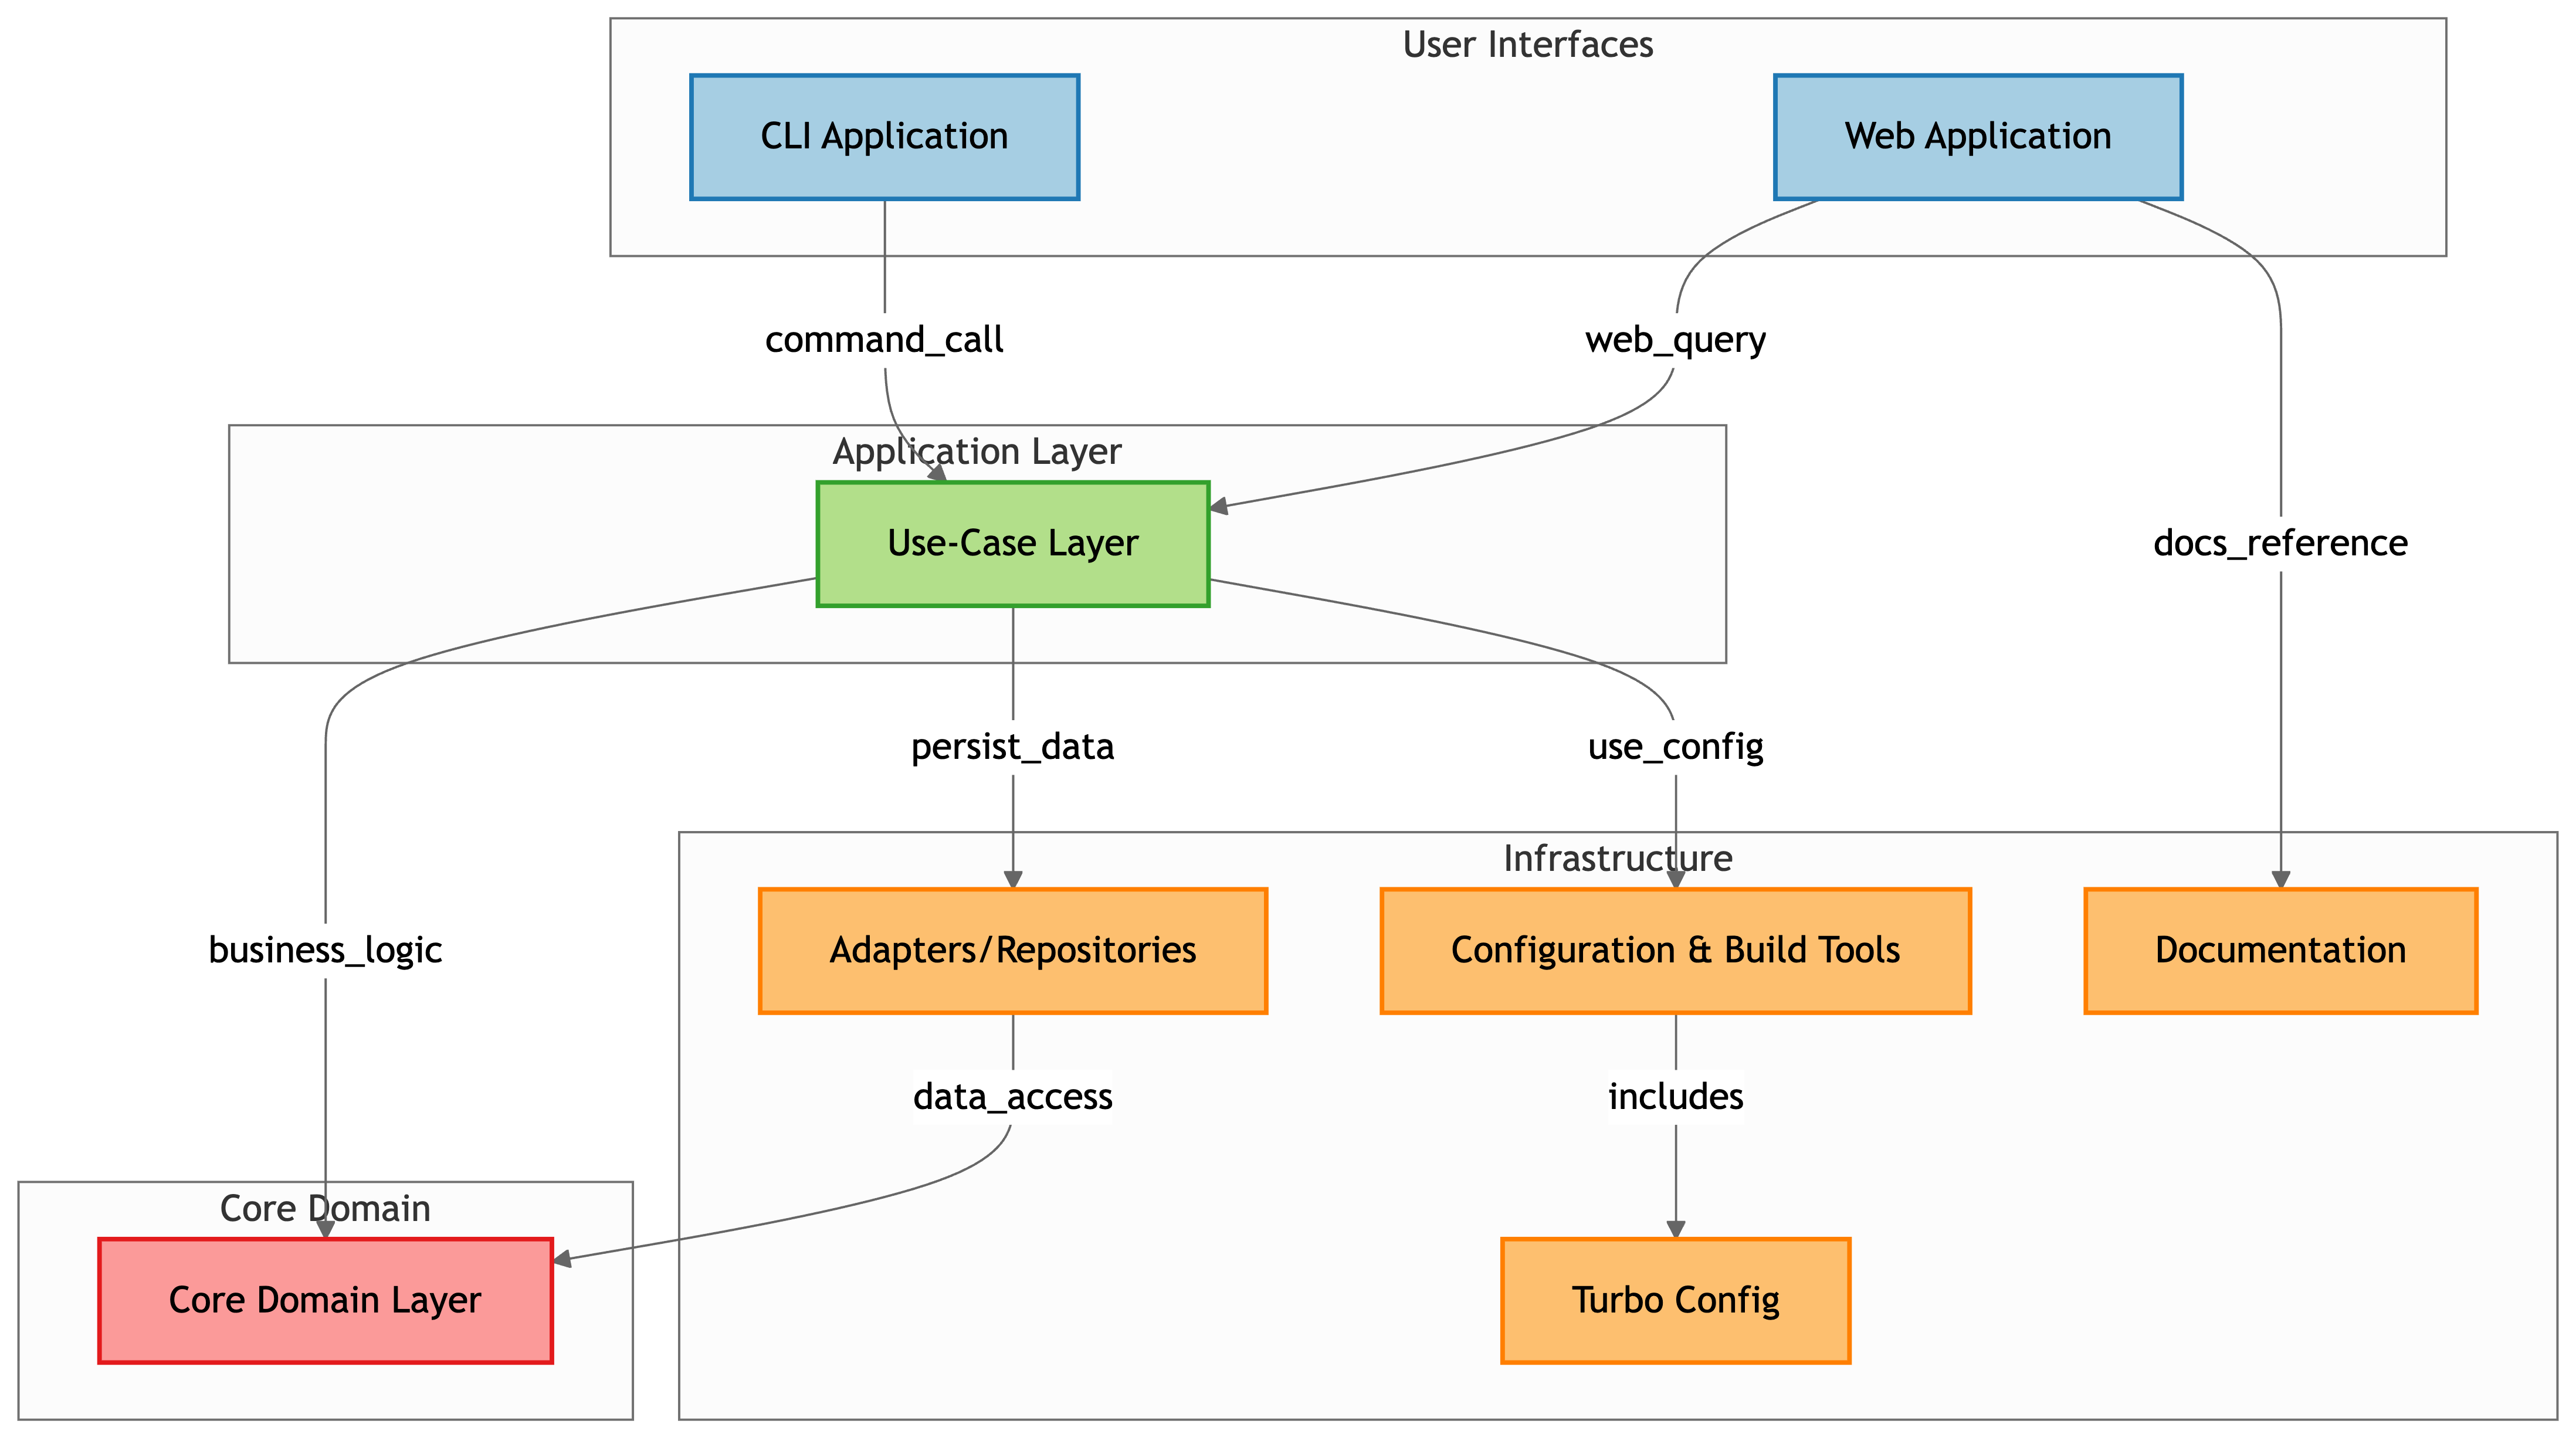 User Interfaces
CLI Application
Web Application
command_call
web_query
Application Layer
Use-Case Layer
docs_reference
persist_data
use_config
Infrastructure
business_logic
Adapters/Repositories
Configuration & Build Tools
Documentation
data_access
includes
Core Domain
Core Domain Layer
Turbo Config